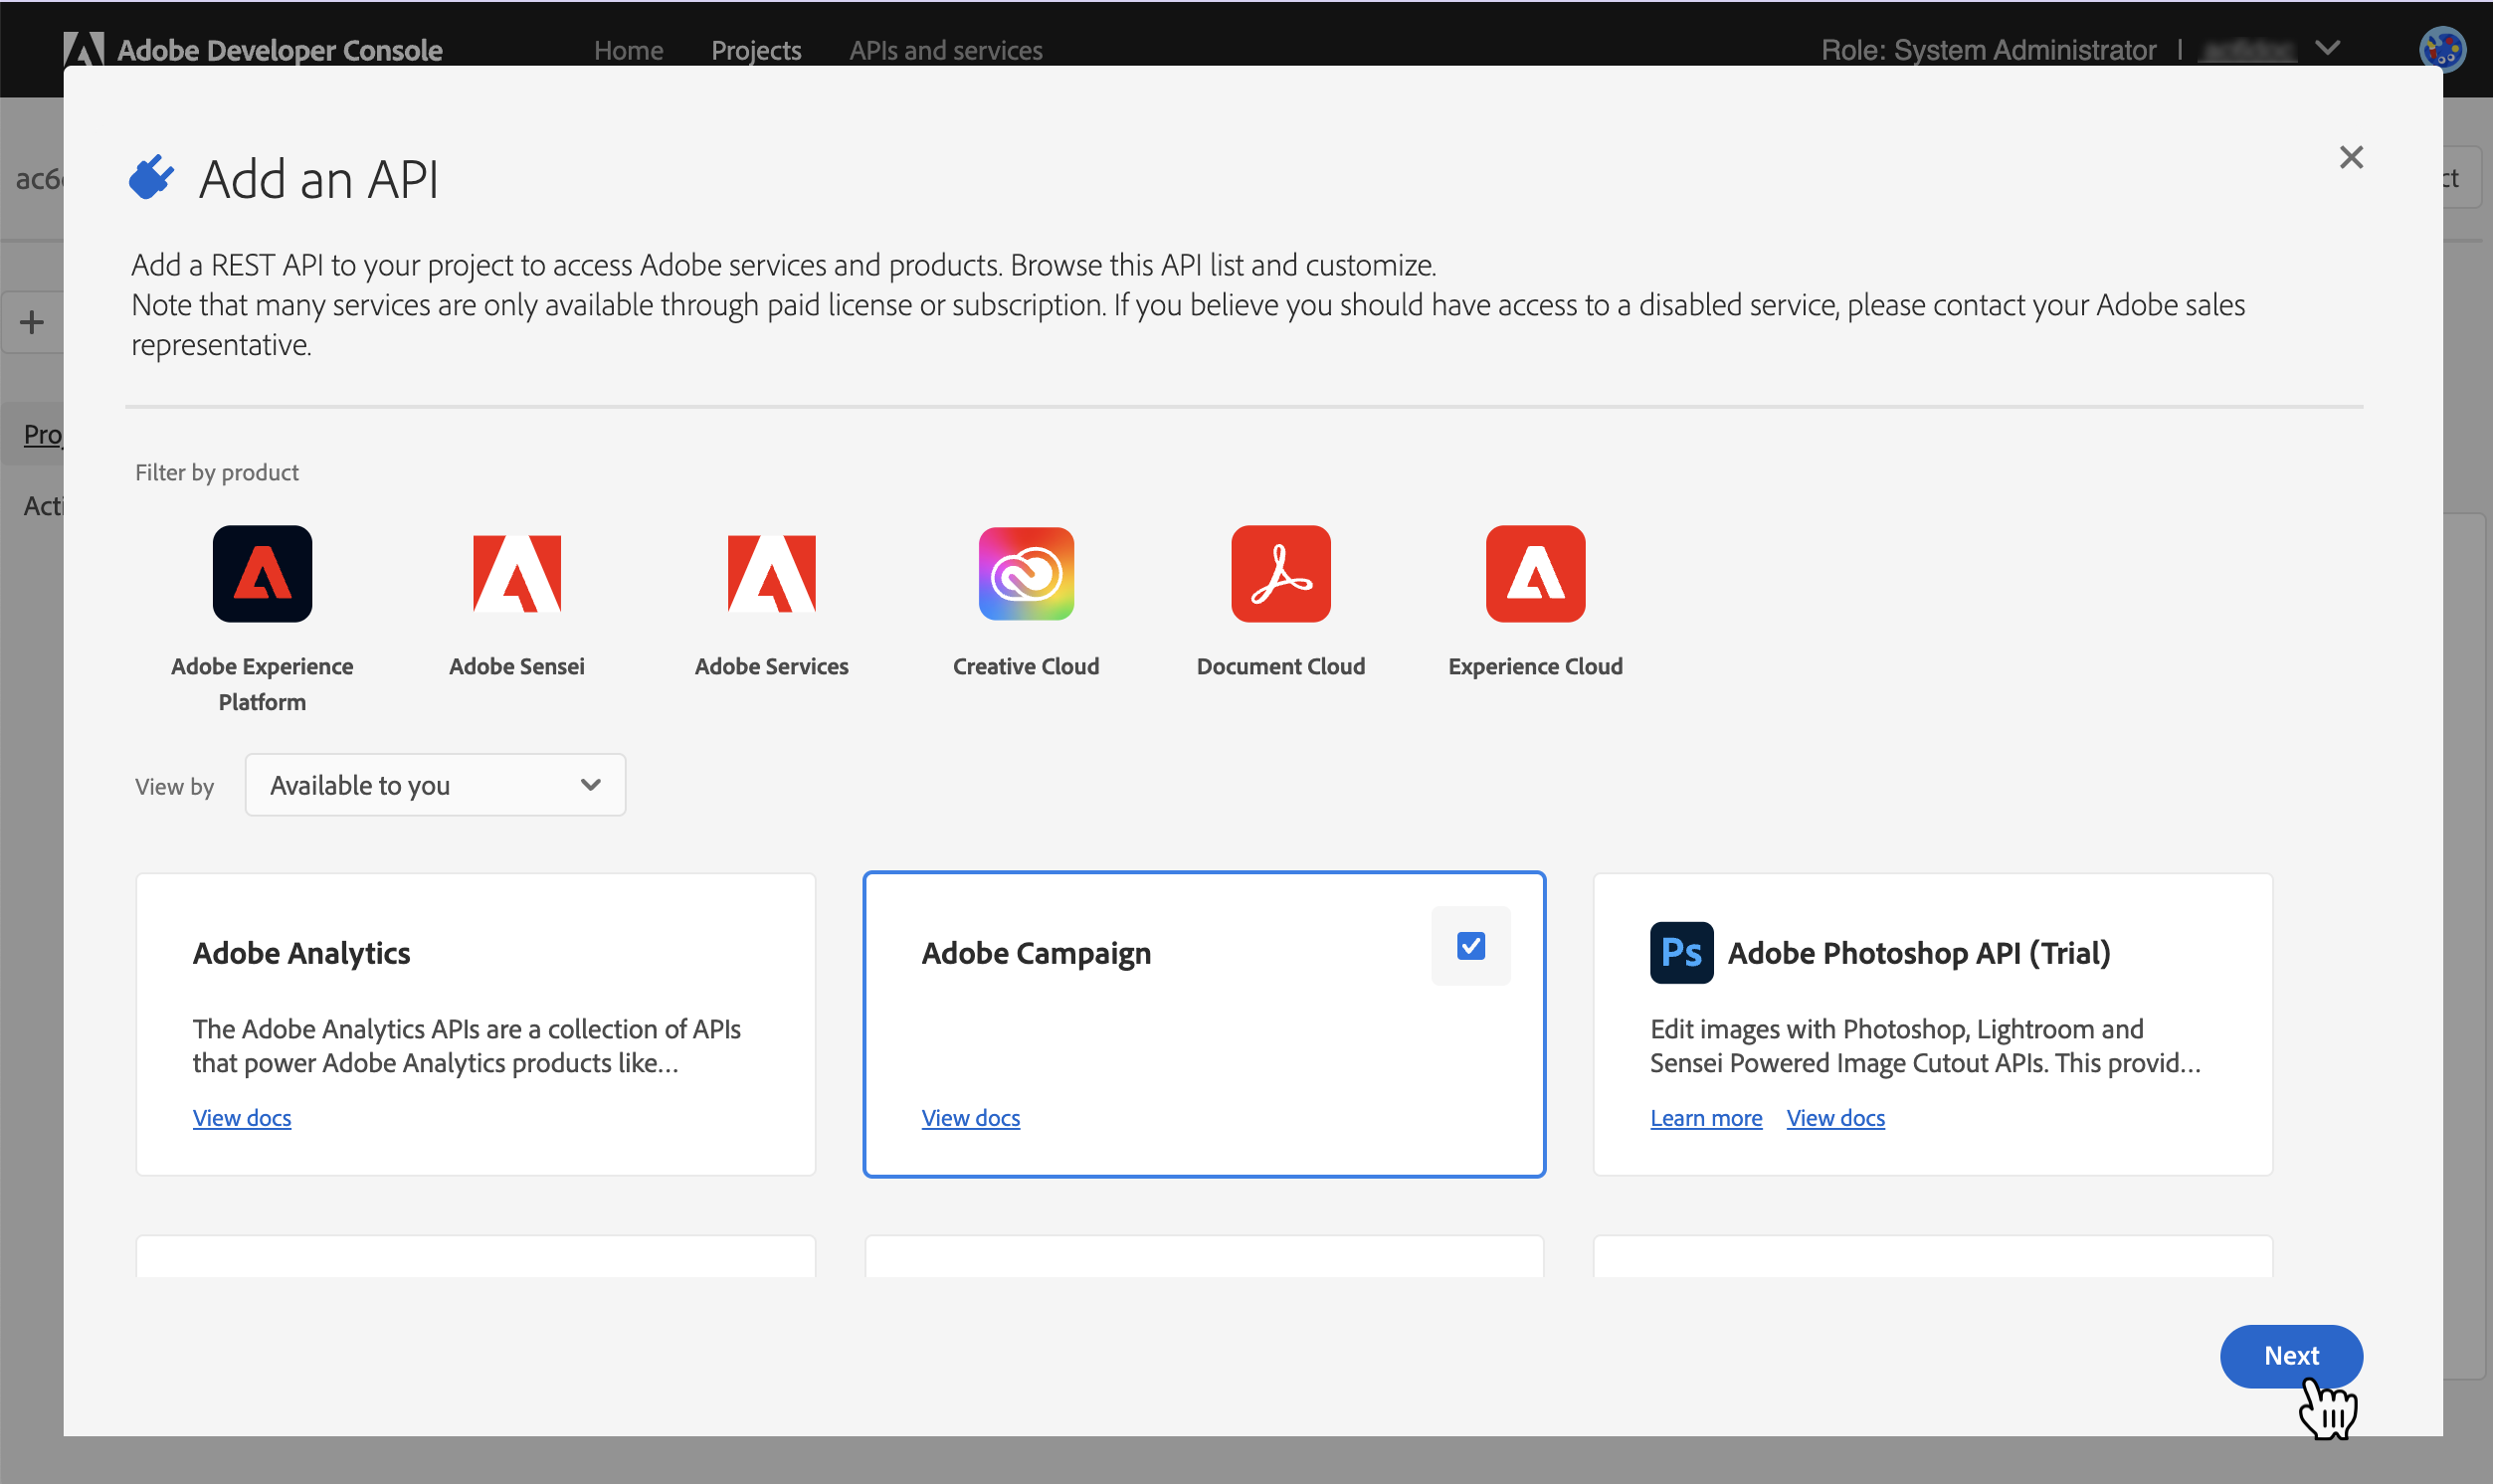 Adobe Developer Console
Home
Projects
APIs and services
Role: System Administrator |
Add an API
Add a REST API to your project to access Adobe services and products. Browse this API list and customize.
Note that many services are only available through paid license or subscription. If you believe you should have access to a disabled service, please contact your Adobe sales
representative.
Filter by product
Adobe Experience
Platform
Adobe Sensei
Adobe Services
Creative Cloud
Document Cloud
Experience Cloud
View by
Available to you
Adobe Analytics
The Adobe Analytics APIs are a collection of APIs
that power Adobe Analytics products like...
View docs
Adobe Campaign
View docs
Ps
Adobe Photoshop API (Trial)
Edit images with Photoshop, Lightroom and
Sensei Powered Image Cutout APIs. This provid...
Learn more
View docs
Next